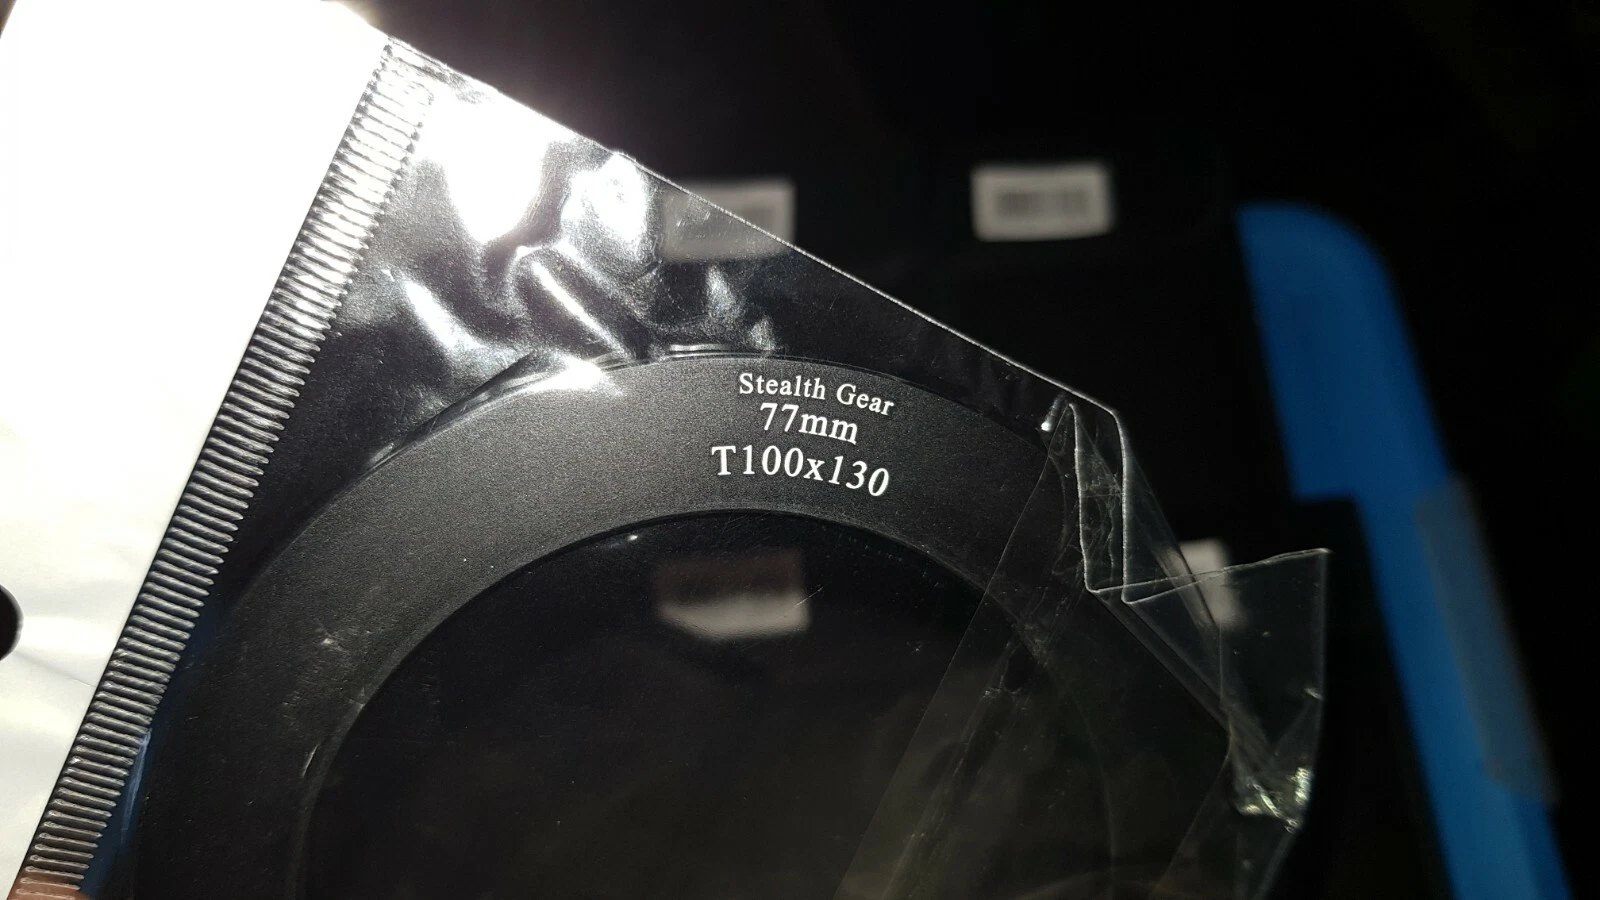 Stealth Gear
77mm
T100x130